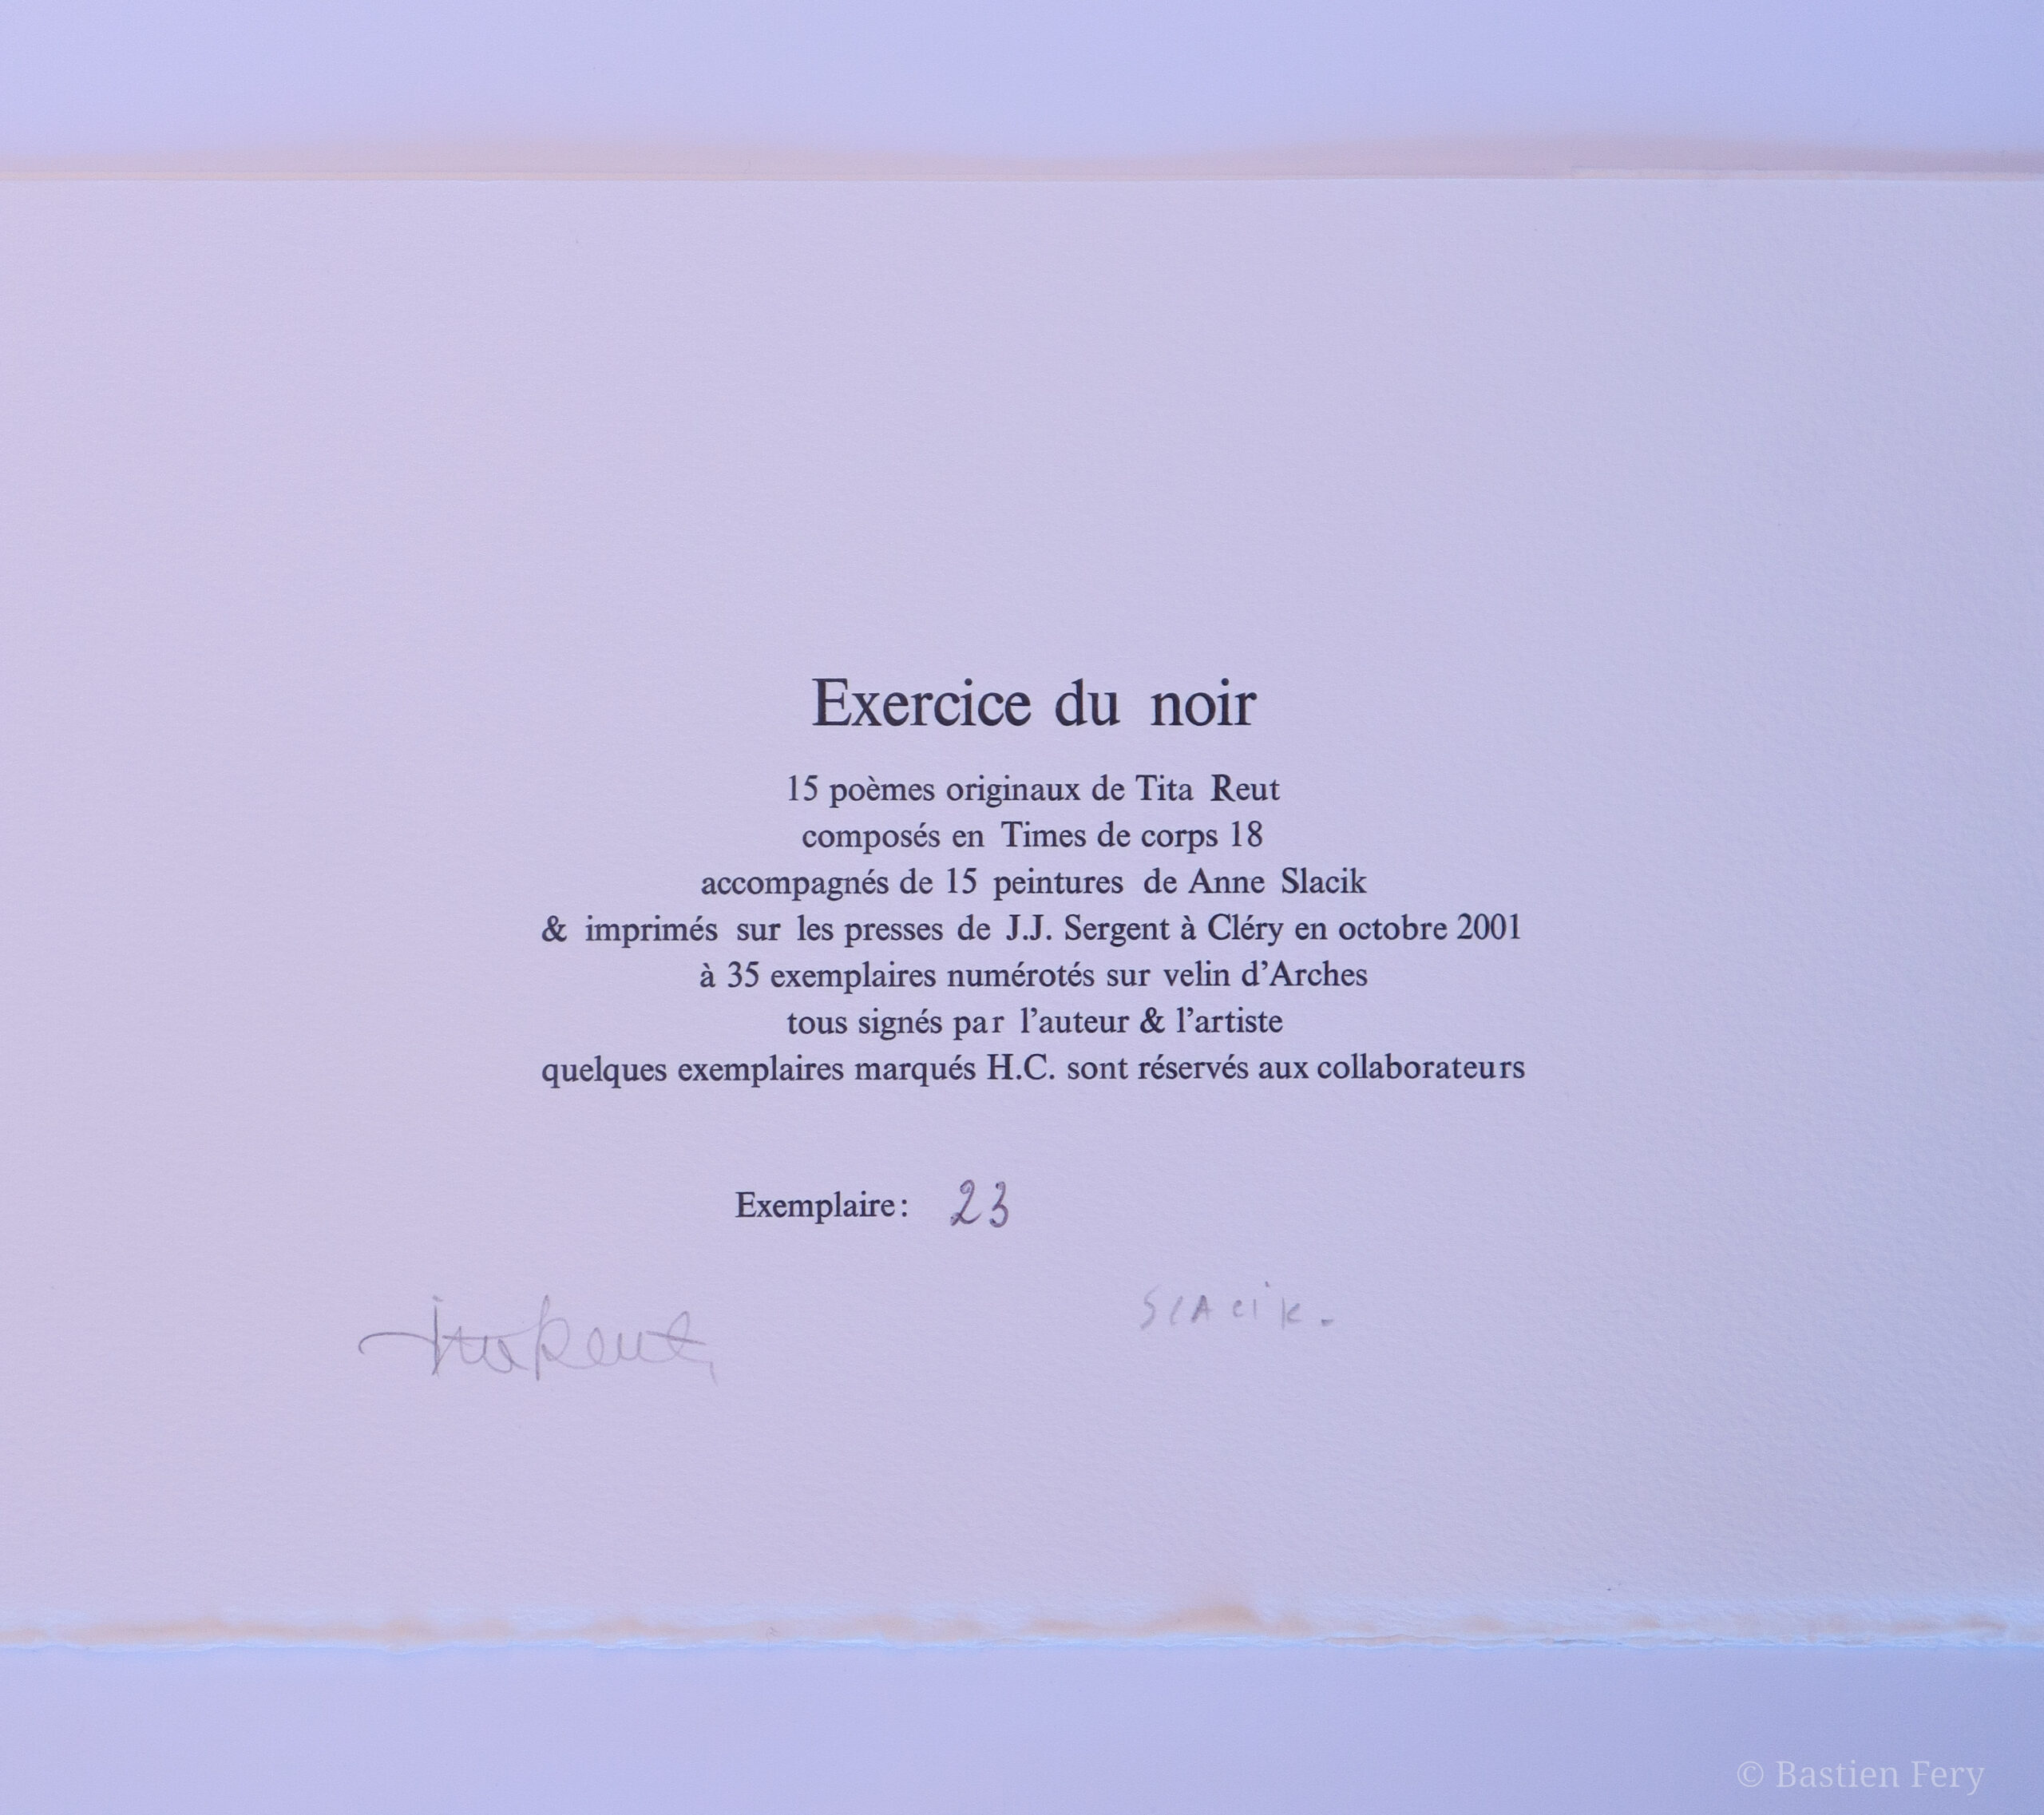 Exercice du noir
15 poèmes originaux de Tita Reut
composés en Times de corps 18
accompagnés de 15 peintures de Anne Slacik
& imprimés sur les presses de J.J. Sergent à Cléry en octobre 2001
à 35 exemplaires numérotés sur velin d'Arches
tous signés par l'auteur & l'artiste
quelques exemplaires marqués H.C. sont réservés aux collaborateurs
Exemplaire: 23
Tita Reut
SlAcik.
© Bastien Fery